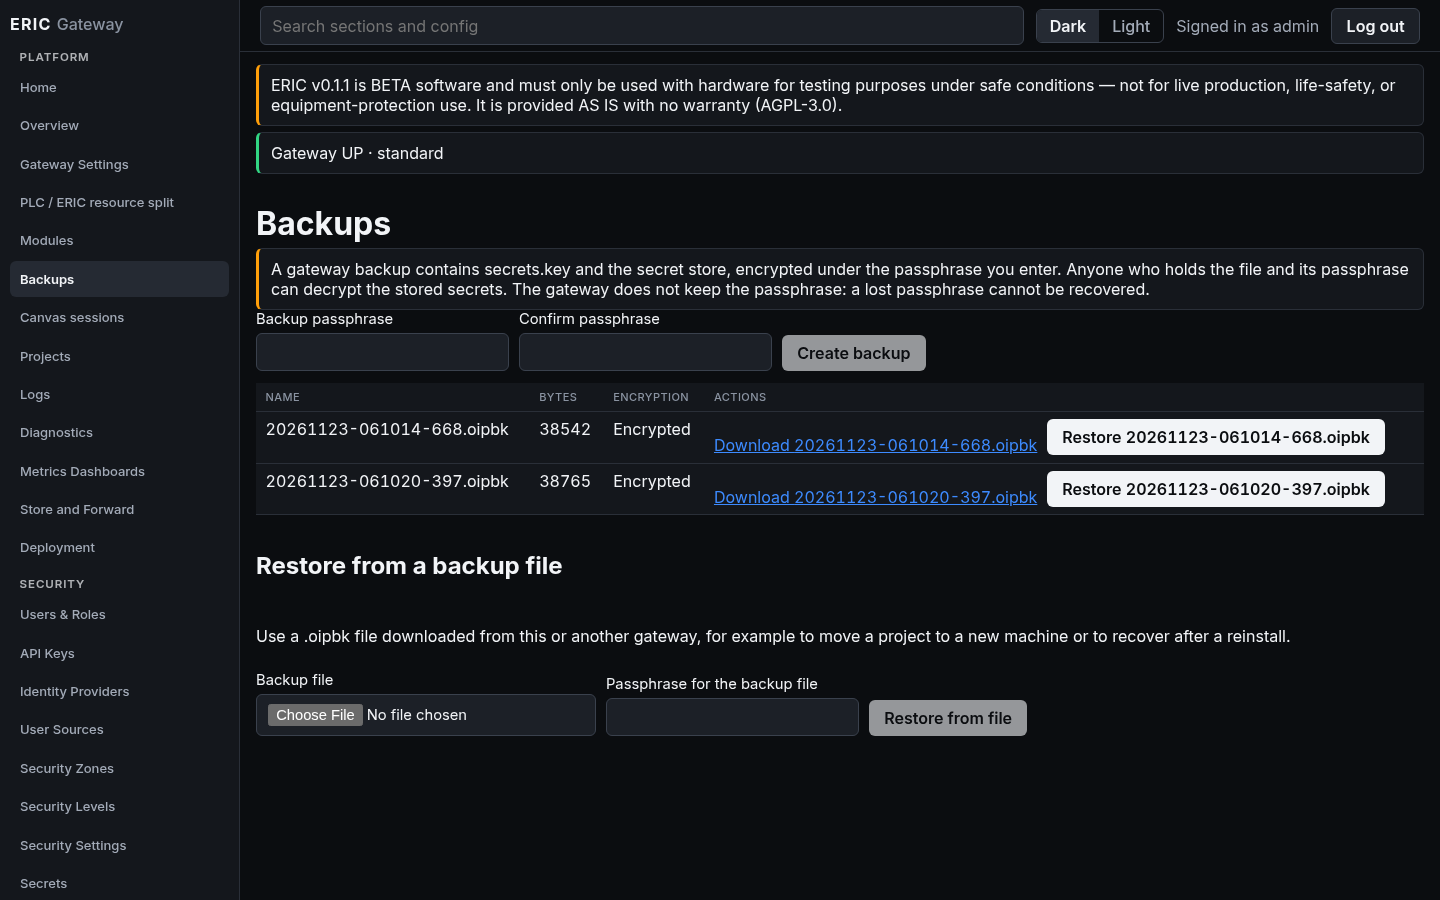 ERIC Gateway
PLATFORM
Home
Overview
Gateway Settings
PLC / ERIC resource split
Modules
Backups
Canvas sessions
Projects
Logs
Diagnostics
Metrics Dashboards
Store and Forward
Deployment
SECURITY
Users & Roles
API Keys
Identity Providers
User Sources
Security Zones
Security Levels
Security Settings
Secrets
Search sections and config
Dark
Light
Signed in as admin
Log out
ERIC v0.1.1 is BETA software and must only be used with hardware for testing purposes under safe conditions — not for live production, life-safety, or
equipment-protection use. It is provided AS IS with no warranty (AGPL-3.0).
Gateway UP · standard
Backups
A gateway backup contains secrets.key and the secret store, encrypted under the passphrase you enter. Anyone who holds the file and its passphrase
can decrypt the stored secrets. The gateway does not keep the passphrase: a lost passphrase cannot be recovered.
Backup passphrase
Confirm passphrase
Create backup
NAME BYTES ENCRYPTION ACTIONS
20261123-061014-668.oipbk 38542 Encrypted Download 20261123-061014-668.oipbk Restore 20261123-061014-668.oipbk
20261123-061020-397.oipbk 38765 Encrypted Download 20261123-061020-397.oipbk Restore 20261123-061020-397.oipbk
Restore from a backup file
Use a .oipbk file downloaded from this or another gateway, for example to move a project to a new machine or to recover after a reinstall.
Backup file
Passphrase for the backup file
Choose File No file chosen
Restore from file